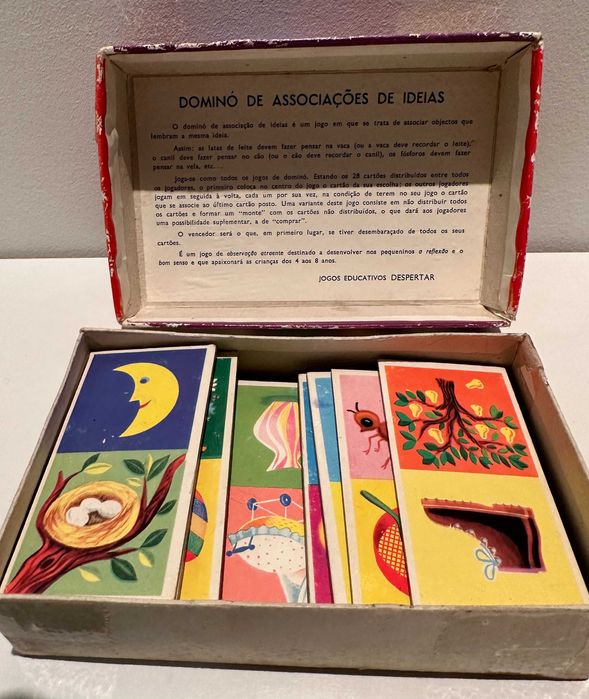 DOMINÓ DE ASSOCIAÇÕES DE IDEIAS
O dominó de associação de ideias é um jogo em que se trata de associar objectos que
lembram a mesma ideia.
Assim: as latas de leite devem fazer pensar na vaca (ou a vaca deve recordar o leite);
o canil deve fazer pensar no cão (ou o cão deve recordar o canil), os fósforos devem fazer
pensar na vela, etc....
Joga-se como todos os jogos de dominó. Estando os 28 cartões distribuídos entre todos
os jogadores, o primeiro coloca no centro do jogo o cartão da sua escolha; os outros jogadores
jogam em seguida à volta, cada um por sua vez, na condição de terem no seu jogo o cartão
que se associe ao último cartão posto. Uma variante deste jogo consiste em não distribuir todos
os cartões e formar um “monte” com os cartões não distribuídos, o que dará aos jogadores
uma possibilidade suplementar, a de “comprar”.
O vencedor será o que, em primeiro lugar, se tiver desembaraçado de todos os seus
cartões.
É um jogo de observação atraente destinado a desenvolver nos pequeninos a reflexão e o
bom senso e que apaixonará as crianças dos 4 aos 8 anos.
JOGOS EDUCATIVOS DESPERTAR